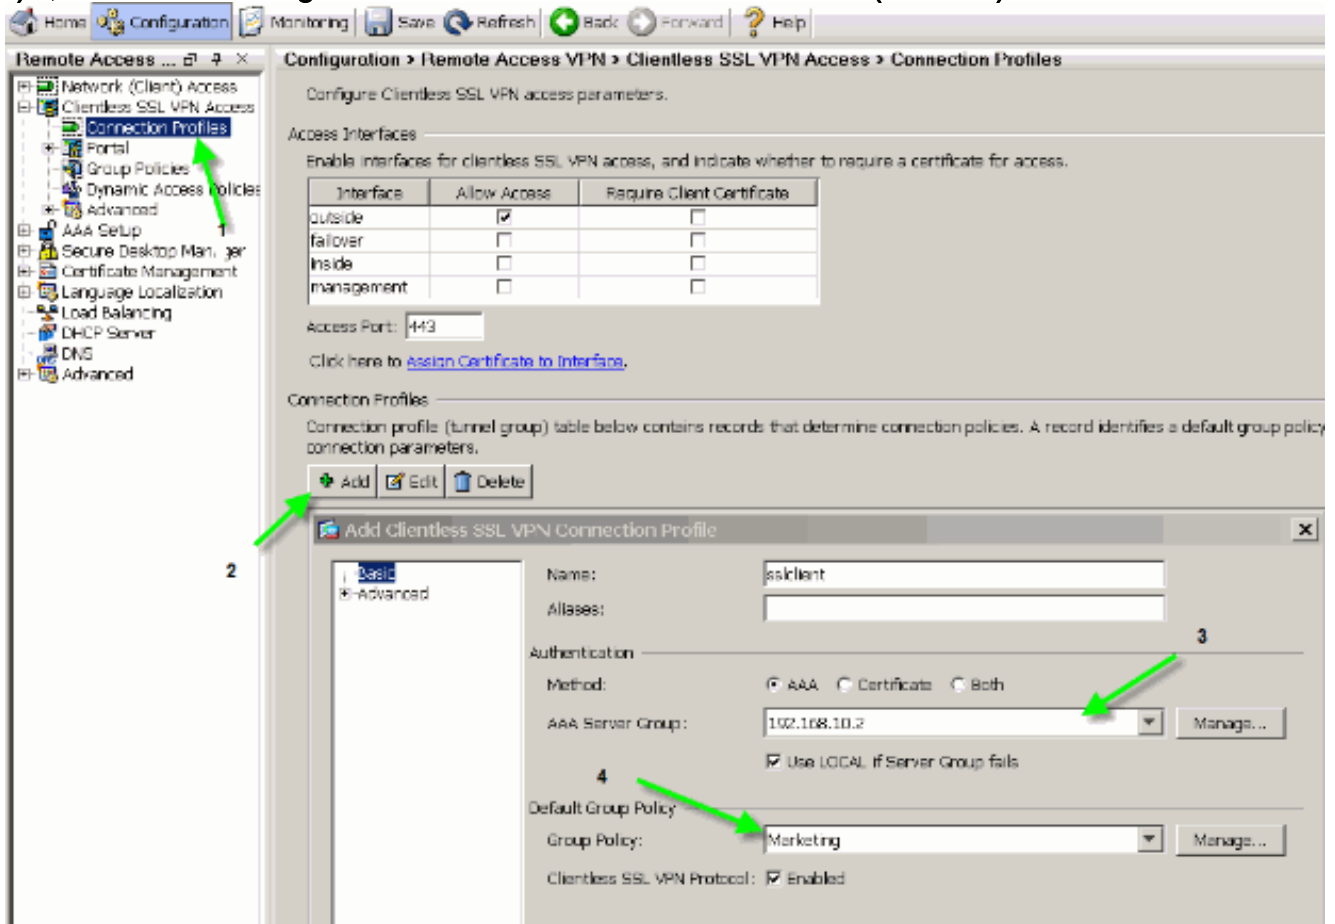 Home Configuration Monitoring Save Refresh Back Forward Help
Remote Access ...
Configuration > Remote Access VPN > Clientless SSL VPN Access > Connection Profiles
Network (Client) Access
Clientless SSL VPN Access
Connection Profiles
Portal
Group Policies
Dynamic Access Policies
Advanced
AAA Setup
Secure Desktop Man
Certificate Management
Language Localization
Load Balancing
DHCP Server
DNS
Advanced
1
Configure Clientless SSL VPN access parameters.
Access Interfaces
Enable interfaces for clientless SSL VPN access, and indicate whether to require a certificate for access.
Interface Allow Access Require Client Certificate
outside
failover
inside
management
Access Port: 443
Click here to Assign Certificate to Interface.
Connection Profiles
Connection profile (tunnel group) table below contains records that determine connection policies. A record identifies a default group policy
connection parameters.
Add Edit Delete
2
Add Clientless SSL VPN Connection Profile
Basic
Advanced
Name: sslclient
Aliases:
3
Authentication
Method: AAA Certificate Both
AAA Server Group: 192.168.10.2 Manage...
Use LOCAL if Server Group fails
4
Default Group Policy
Group Policy: Marketing Manage...
Clientless SSL VPN Protocol: Enabled